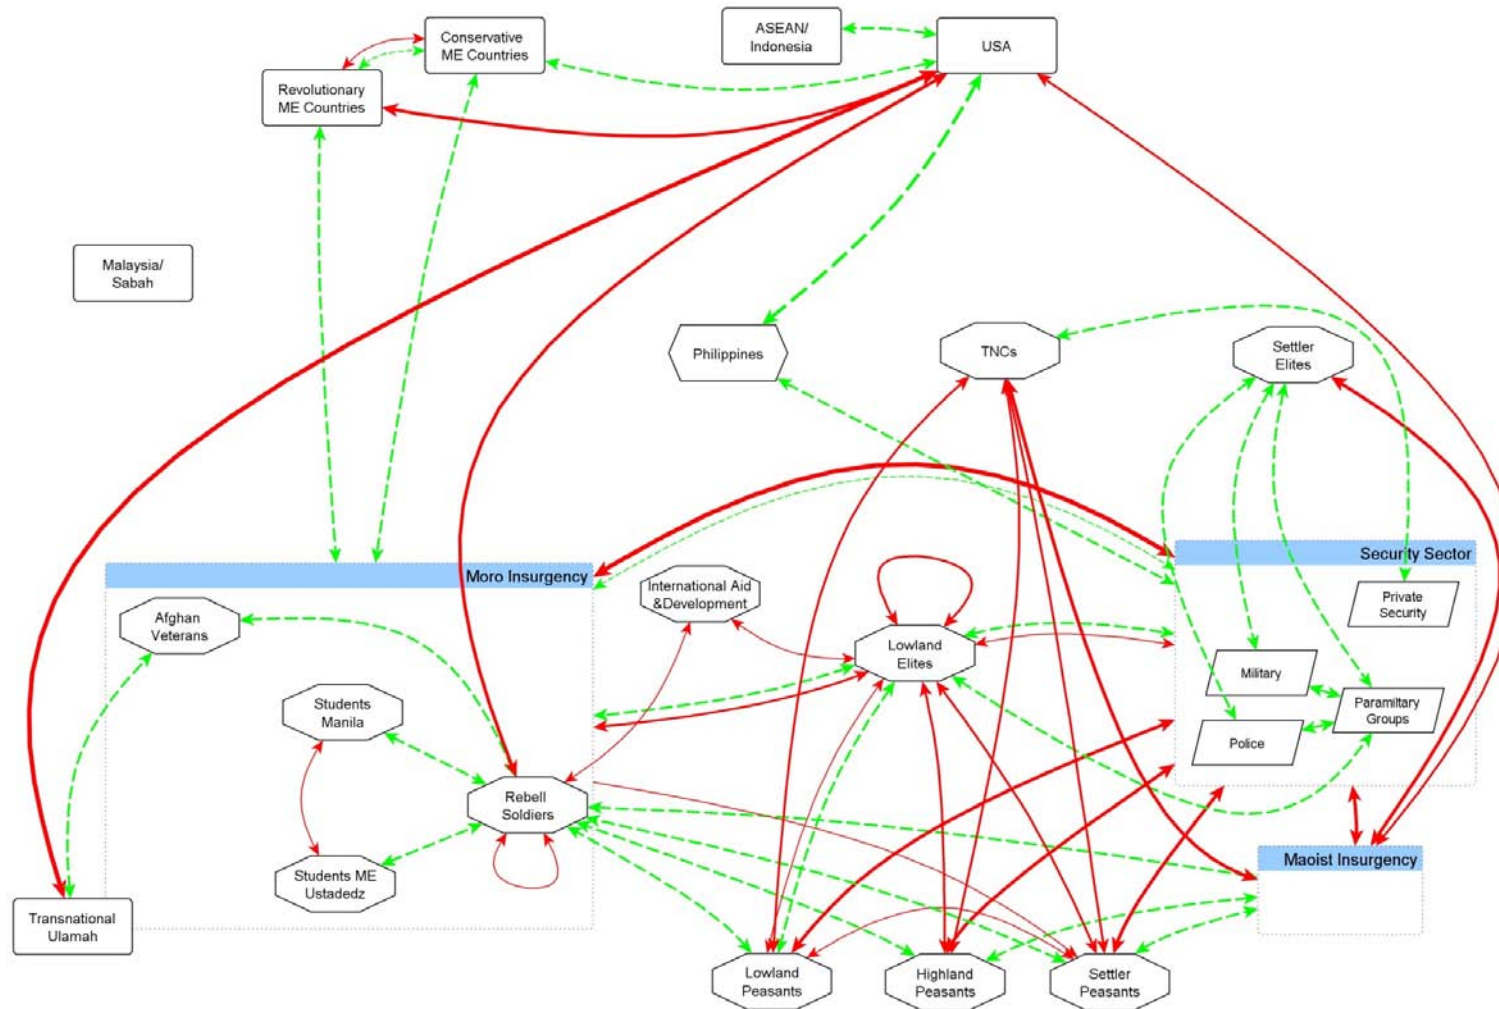 Conservative
ME Countries
ASEAN/
Indonesia
USA
Revolutionary
ME Countries
Malaysia/
Sabah
Philippines
TNCs
Settler
Elites
Moro Insurgency
Security Sector
International Aid
&Development
Private
Security
Afghan
Veterans
Lowland
Elites
Military
Paramiltary
Groups
Students
Manila
Police
Rebell
Soldiers
Students ME
Ustadedz
Maoist Insurgency
Transnational
Ulamah
Lowland
Peasants
Highland
Peasants
Settler
Peasants